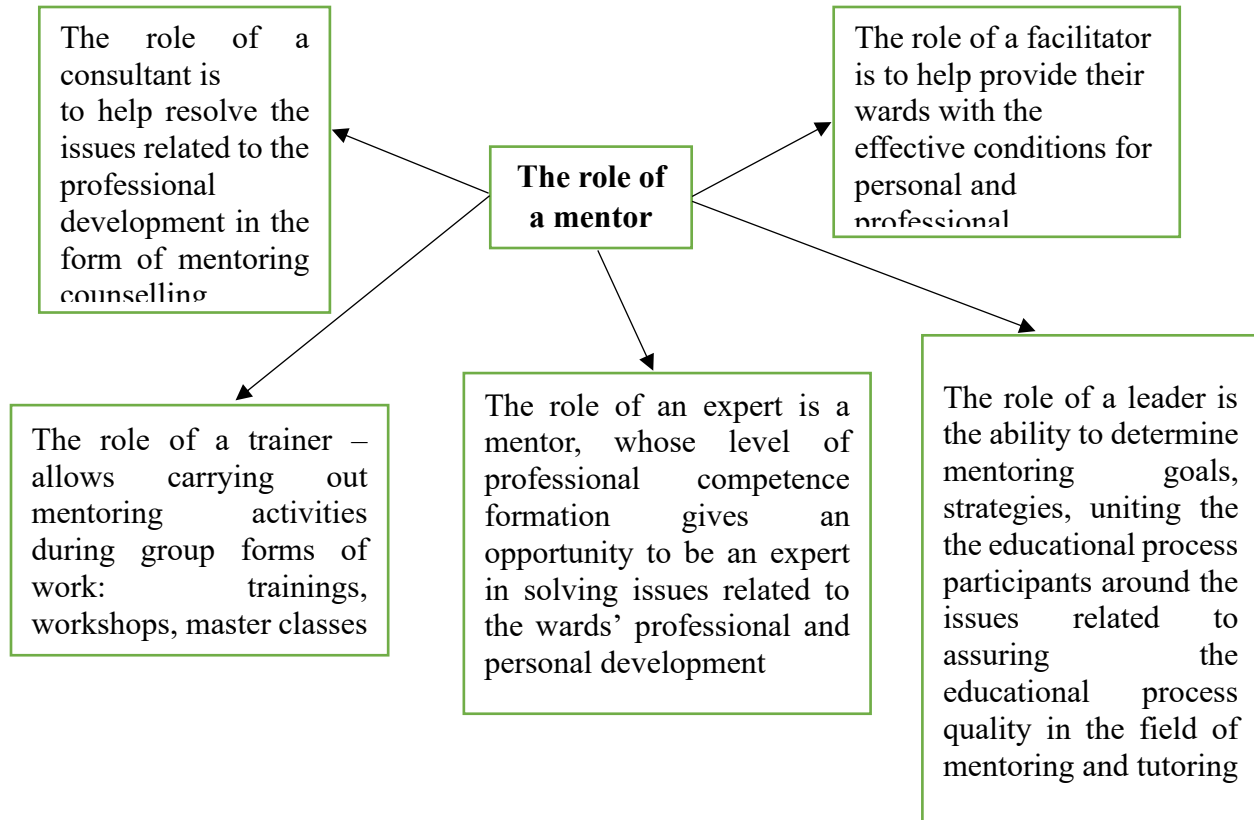 The role of a
consultant is
to help resolve the
issues related to the
professional
development in the
form of mentoring
counselling
The role of
a mentor
The role of a facilitator
is to help provide their
wards with the
effective conditions for
personal and
professional
The role of a trainer –
allows carrying out
mentoring activities
during group forms of
work: trainings,
workshops, master classes
The role of an expert is a
mentor, whose level of
professional competence
formation gives an
opportunity to be an expert
in solving issues related to
the wards’ professional and
personal development
The role of a leader is
the ability to determine
mentoring goals,
strategies, uniting the
the educational process
participants around the
issues related to
assuring the
educational process
quality in the field of
mentoring and tutoring